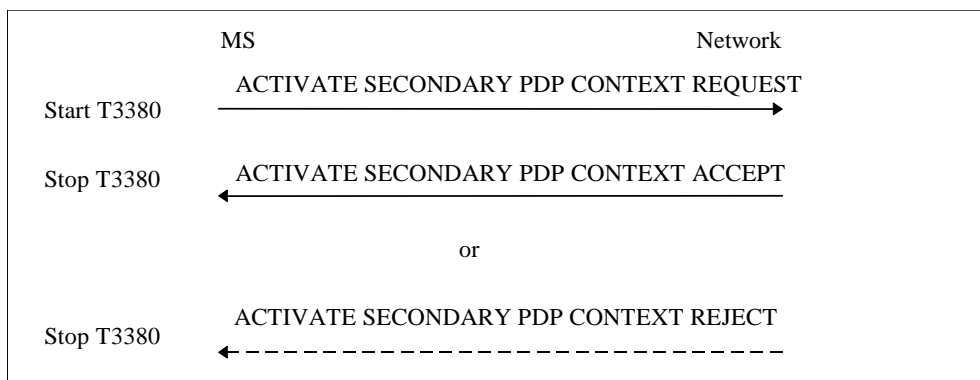 MS Network
ACTIVATE SECONDARY PDP CONTEXT REQUEST
Start T3380
Stop T3380 ACTIVATE SECONDARY PDP CONTEXT ACCEPT
or
ACTIVATE SECONDARY PDP CONTEXT REJECT
Stop T3380